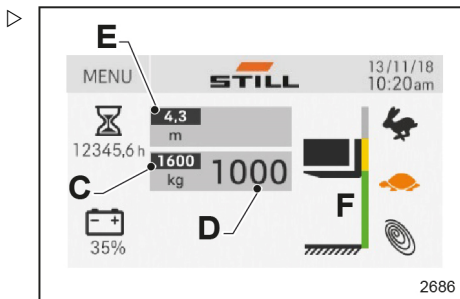 E
MENU
STILL
13/11/18
10:20am
4,3
m
12345,6 h
1600
kg
1000
C
D
F
- +
35%
2686